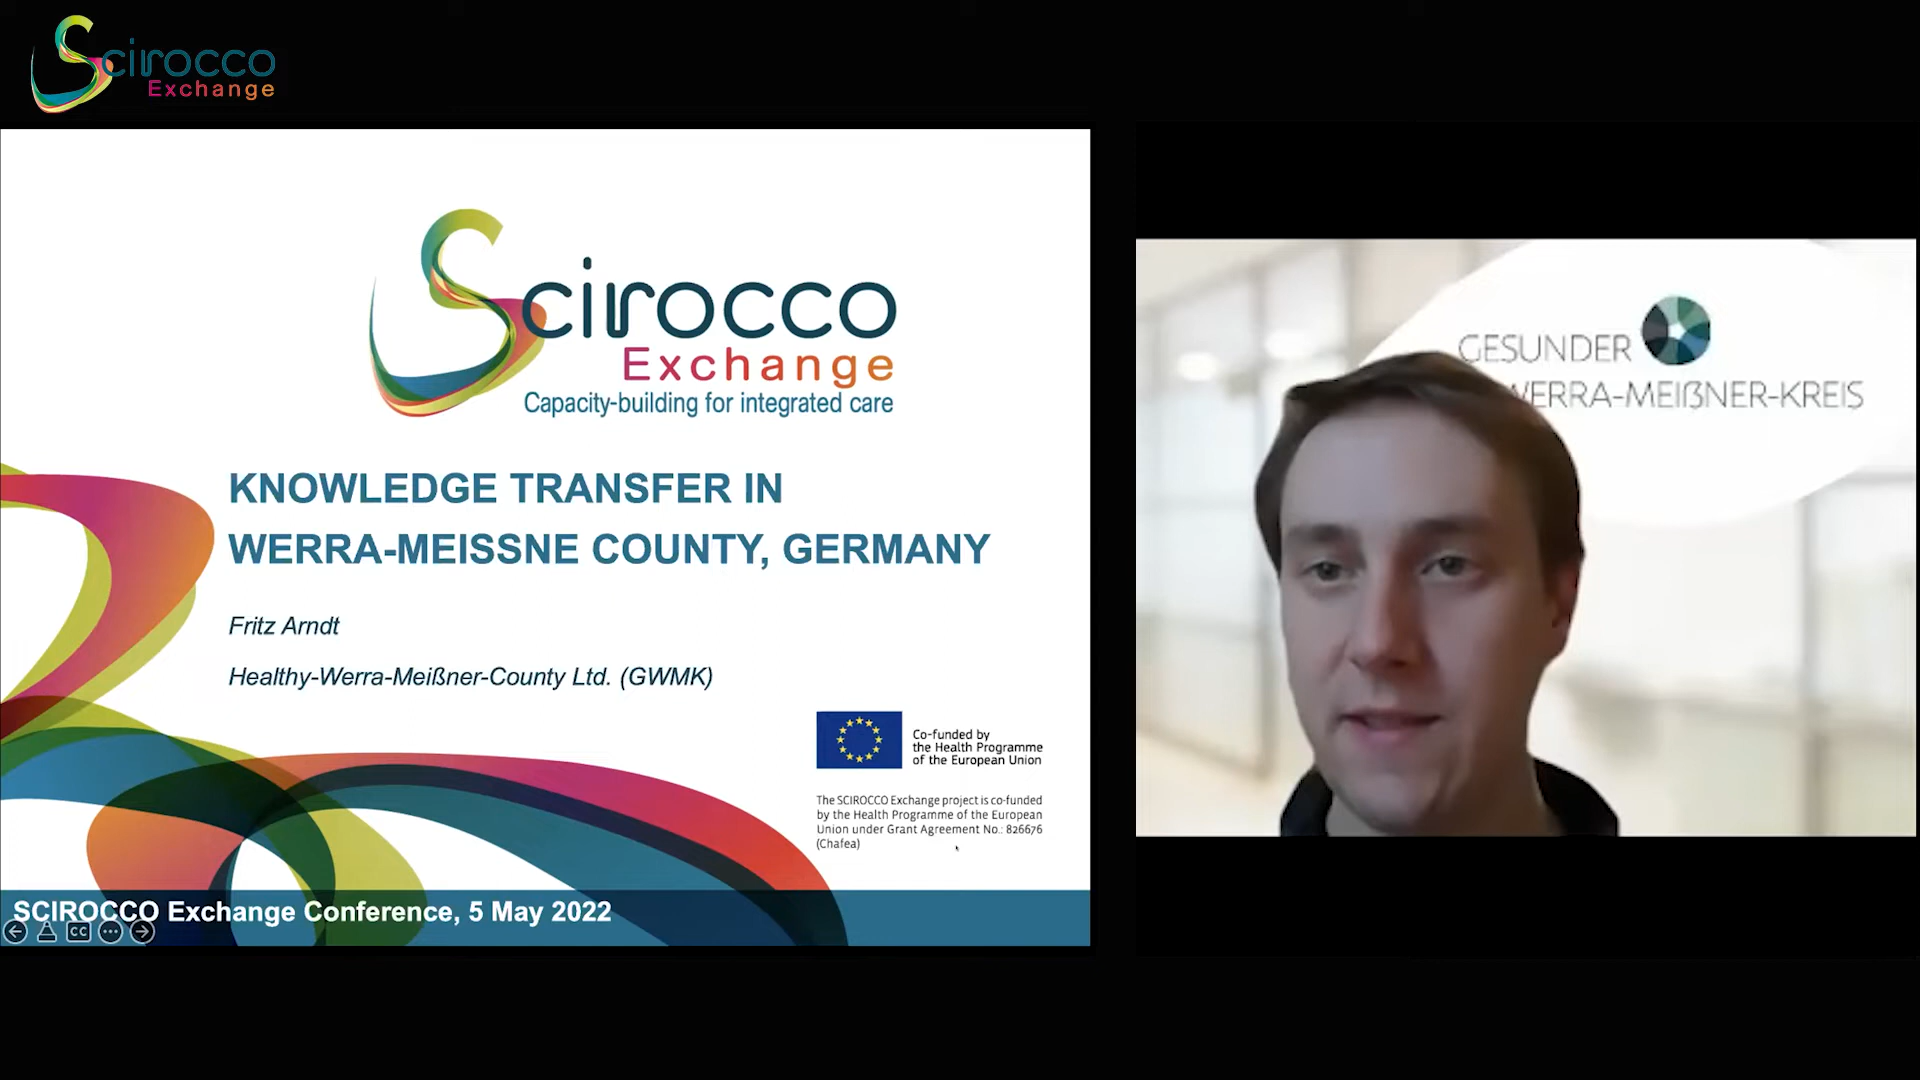 Scirocco
Exchange
Scirocco
Exchange
Capacity-building for integrated care
KNOWLEDGE TRANSFER IN
WERRA-MEISSNE COUNTY, GERMANY
Fritz Arndt
Healthy-Werra-Meißner-County Ltd. (GWMK)
Co-funded by
the Health Programme
of the European Union
The SCIROCCO Exchange project is co-funded
by the Health Programme of the European
Union under Grant Agreement No.: 826676
(Chafea)
SCIROCCO Exchange Conference, 5 May 2022
CC
GESUNDER
WERRA-MEIßNER-KREIS